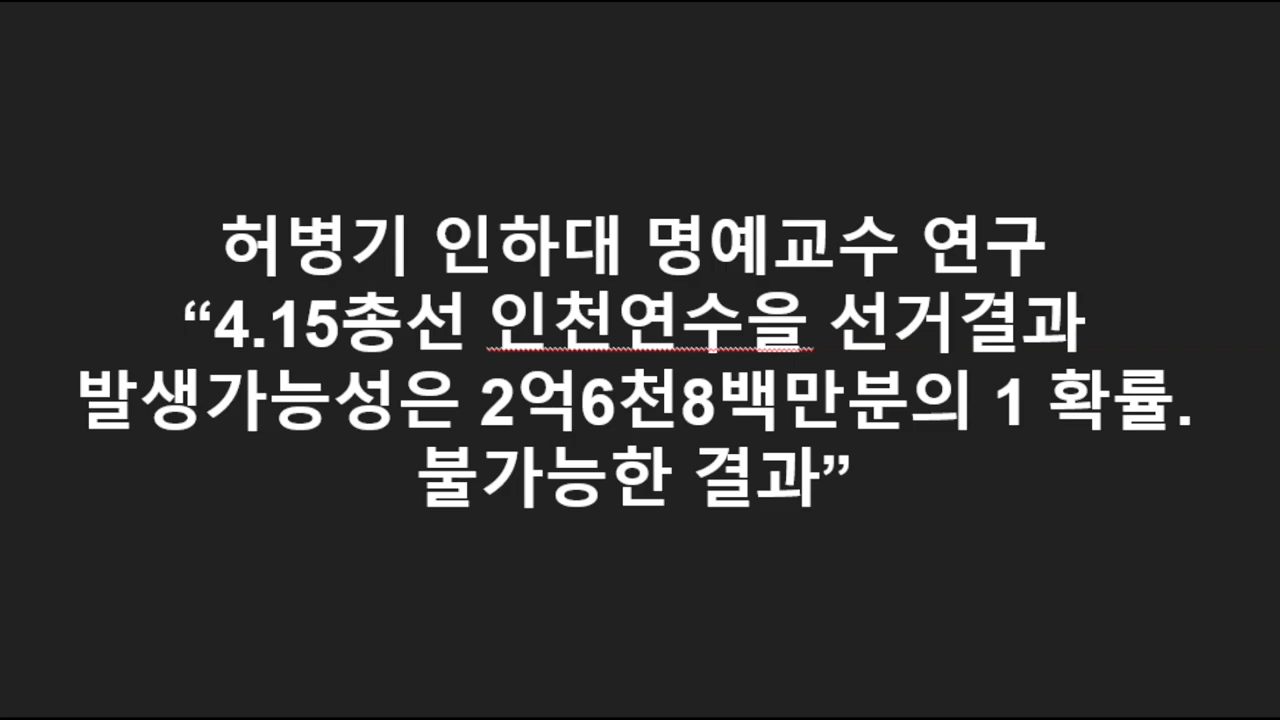 허병기 인하대 명예교수 연구
“4.15총선 인천연수을 선거결과
발생가능성은 2억6천8백만분의 1 확률.
불가능한 결과”